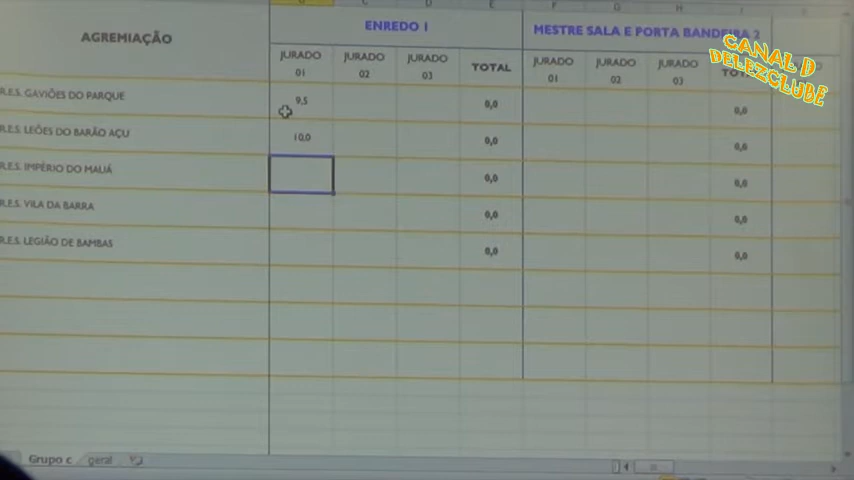 AGREMIAÇÃO
ENREDO 1
MESTRE SALA E PORTA BANDEIRA 2
JURADO 01
JURADO 02
JURADO 03
TOTAL
JURADO 01
JURADO 02
JURADO 03
CANAL D
DELEZCLUBE
R.E.S. GAVIÕES DO PARQUE 9,5 0,0 0,0
R.E.S. LEÕES DO BARÃO AÇU 10,0 0,0 0,0
R.E.S. IMPÉRIO DO MAUÁ 0,0 0,0
R.E.S. VILA DA BARRA 0,0 0,0
R.E.S. LEGIÃO DE BAMBAS 0,0 0,0
Grupo c geral